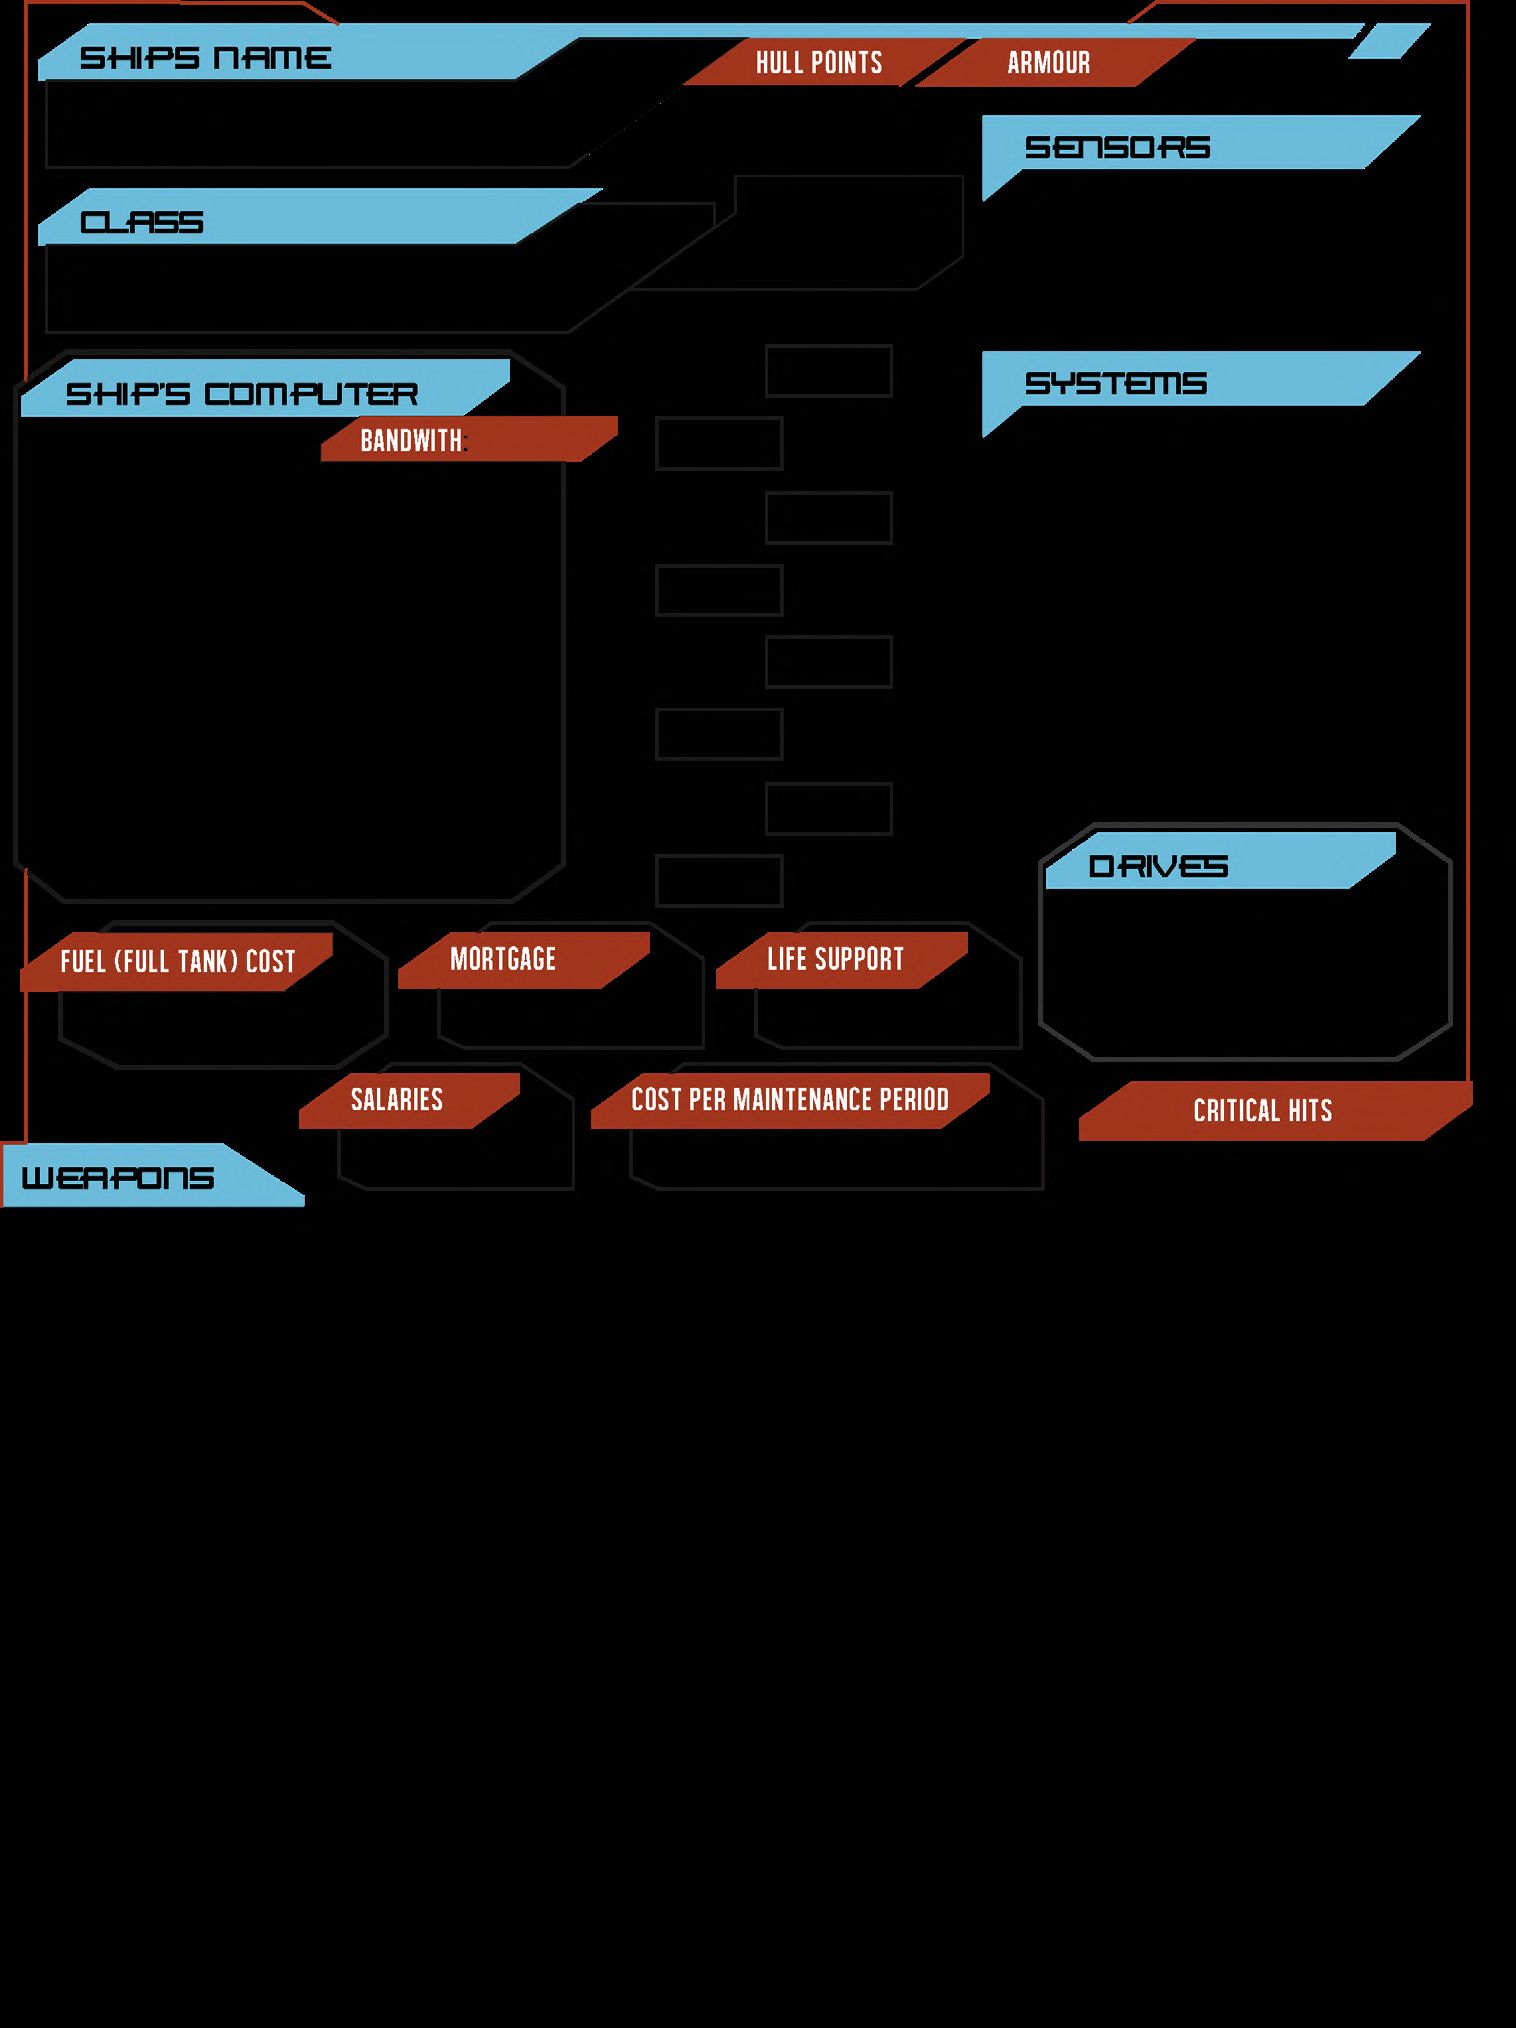 SHIPS NAME
HULL POINTS
ARMOUR
SENSORS
CLASS
SHIP'S COMPUTER
SYSTEMS
BANDWITH:
DRIVES
FUEL (FULL TANK) COST
MORTGAGE
LIFE SUPPORT
SALARIES
COST PER MAINTENANCE PERIOD
CRITICAL HITS
WEAPONS